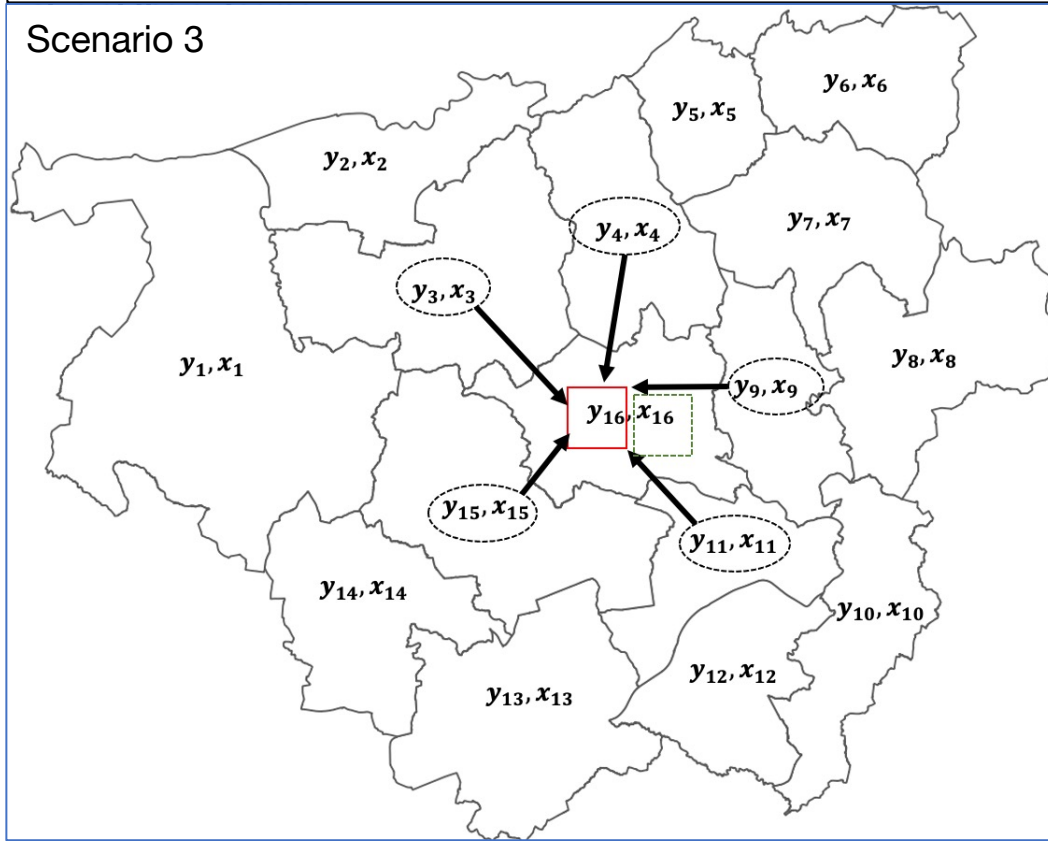 Scenario 3
y₆, x₆
y₅, x₅
y₂, x₂
y₇, x₇
y₄, x₄
y₃, x₃
y₁, x₁
y₈, x₈
y₉, x₉
y₁₆, x₁₆
y₁₅, x₁₅
y₁₁, x₁₁
y₁₄, x₁₄
y₁₀, x₁₀
y₁₂, x₁₂
y₁₃, x₁₃